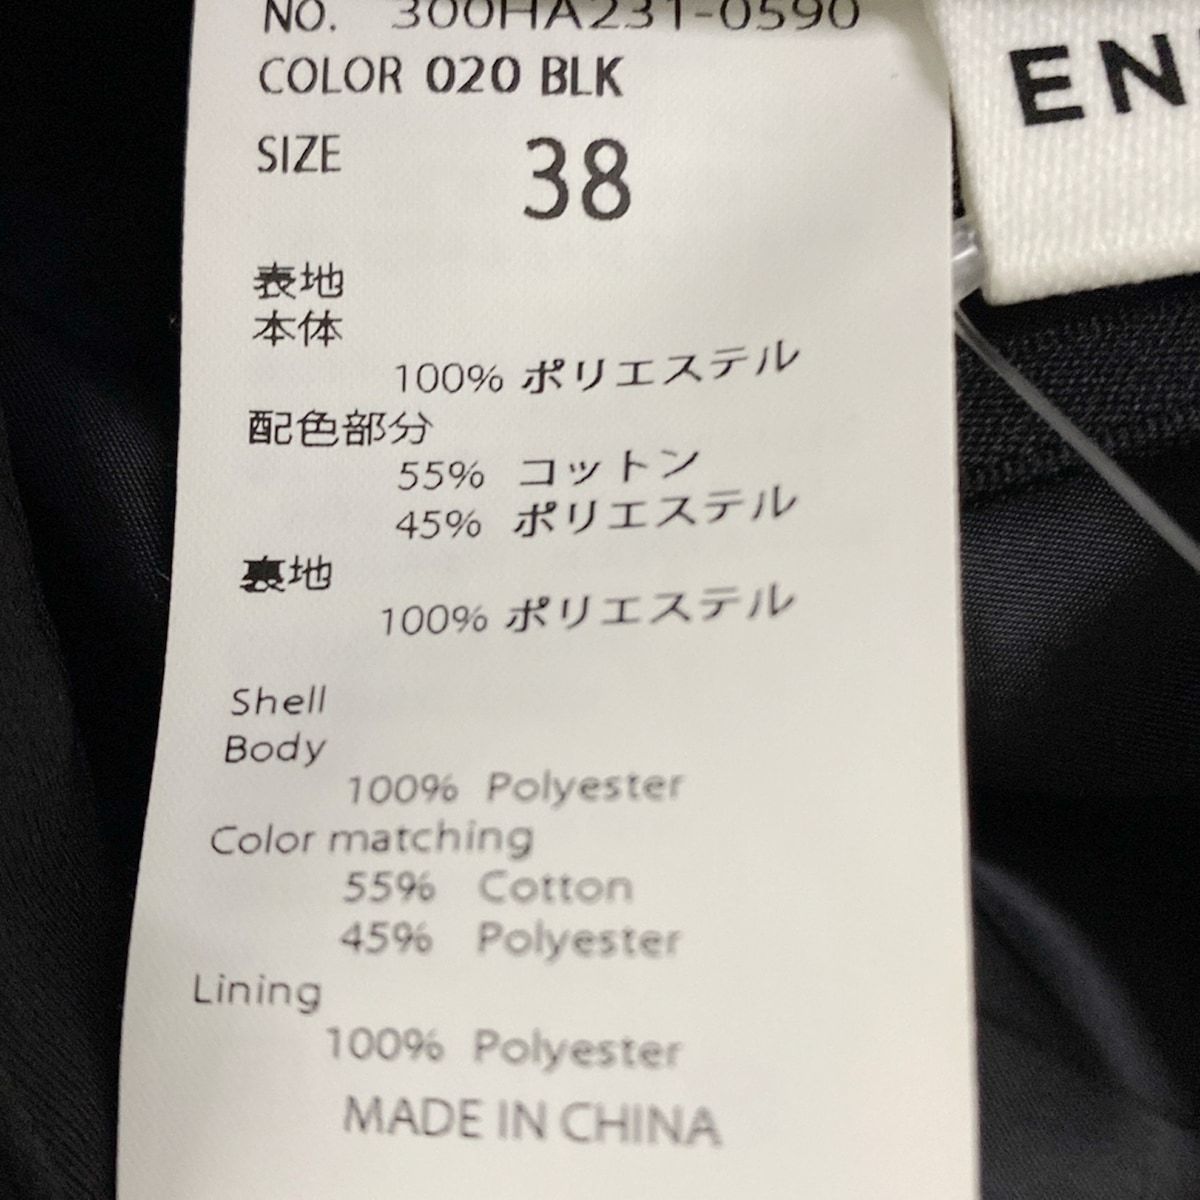 NO. 300HA231-0590
COLOR 020 BLK
SIZE 38
表地
本体
100% ポリエステル
配色部分
55% コットン
45% ポリエステル
裏地
100% ポリエステル
Shell
Body
100% Polyester
Color matching
55% Cotton
45% Polyester
Lining
100% Polyester
MADE IN CHINA